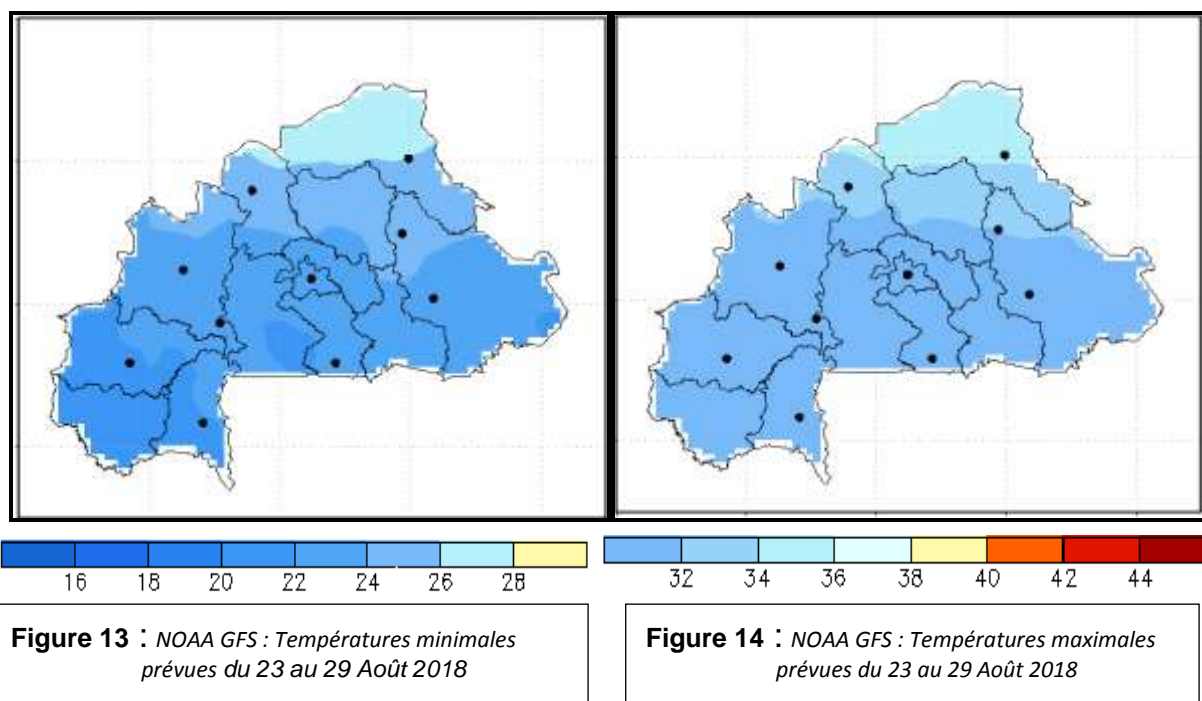 16 18 20 22 24 26 28
32 34 36 38 40 42 44
Figure 13 : NOAA GFS : Températures minimales
prévues du 23 au 29 Août 2018
Figure 14 : NOAA GFS : Températures maximales
prévues du 23 au 29 Août 2018